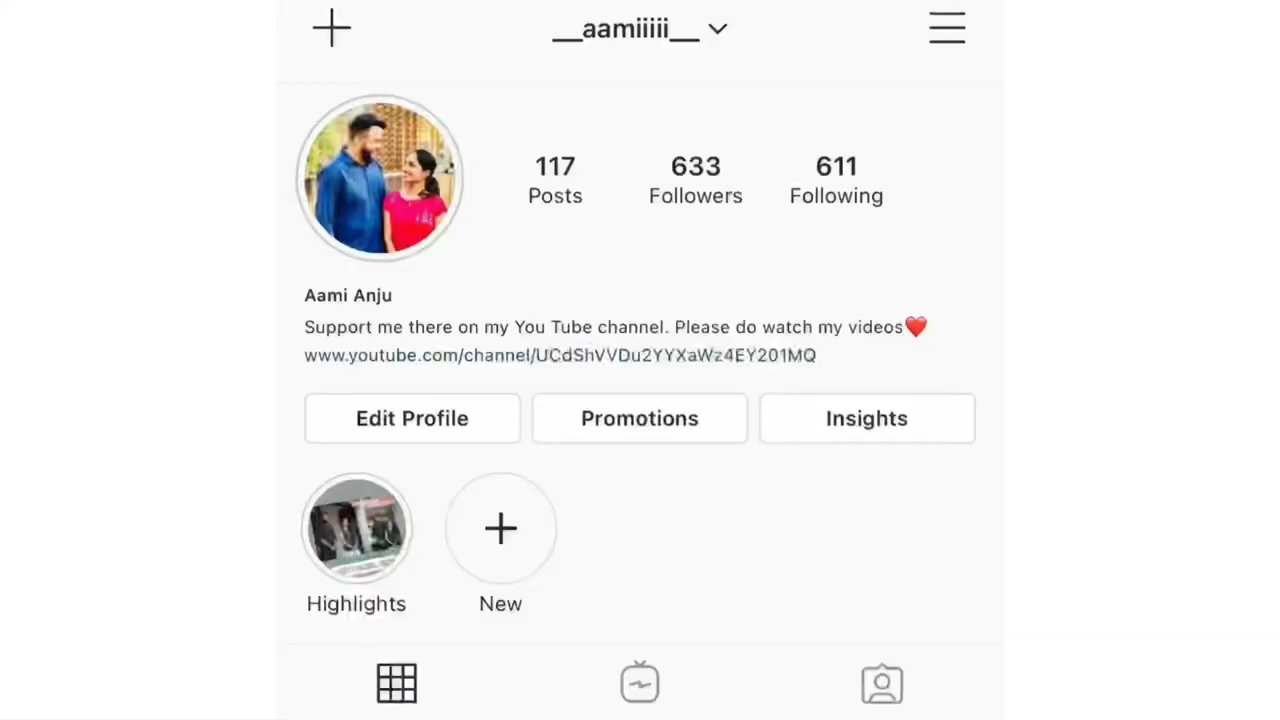 __aamiiiii__
117 633 611
Posts Followers Following
Aami Anju
Support me there on my You Tube channel. Please do watch my videos❤️
www.youtube.com/channel/UCdShVVDu2YYXaWz4EY201MQ
Edit Profile Promotions Insights
Highlights New